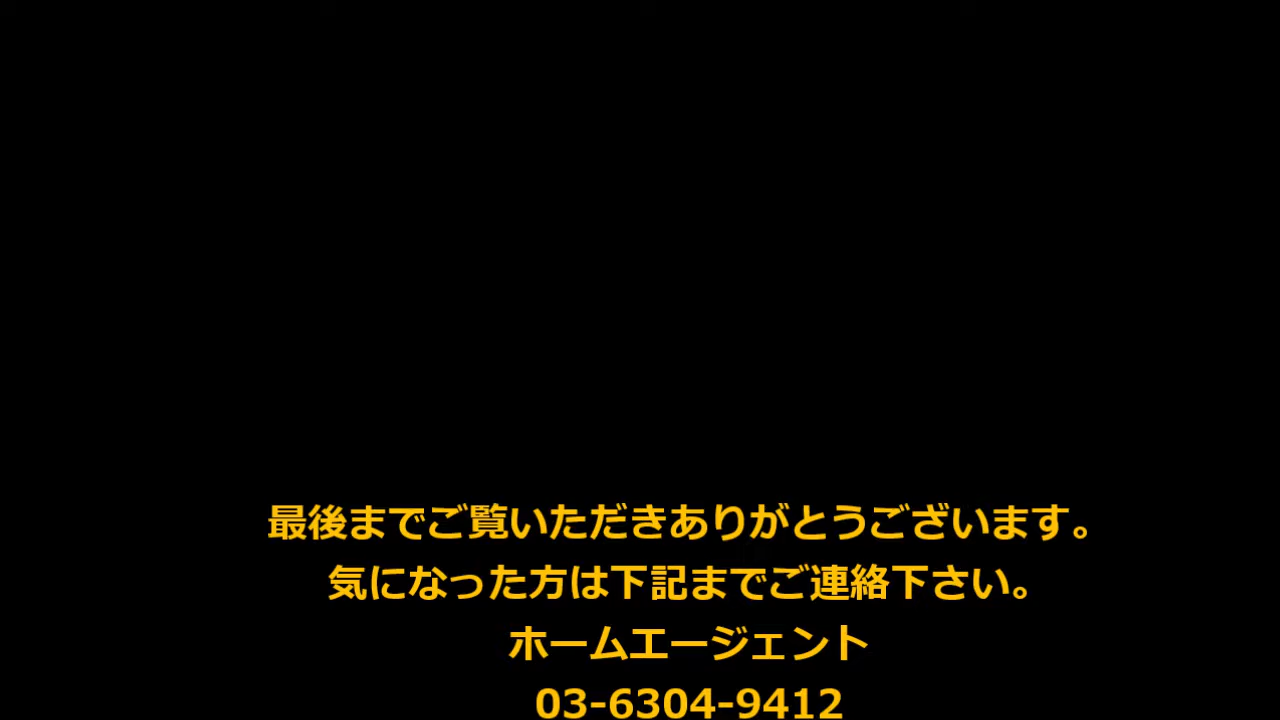 最後までご覧いただきありがとうございます。
気になった方は下記までご連絡下さい。
ホームエージェント
03-6304-9412